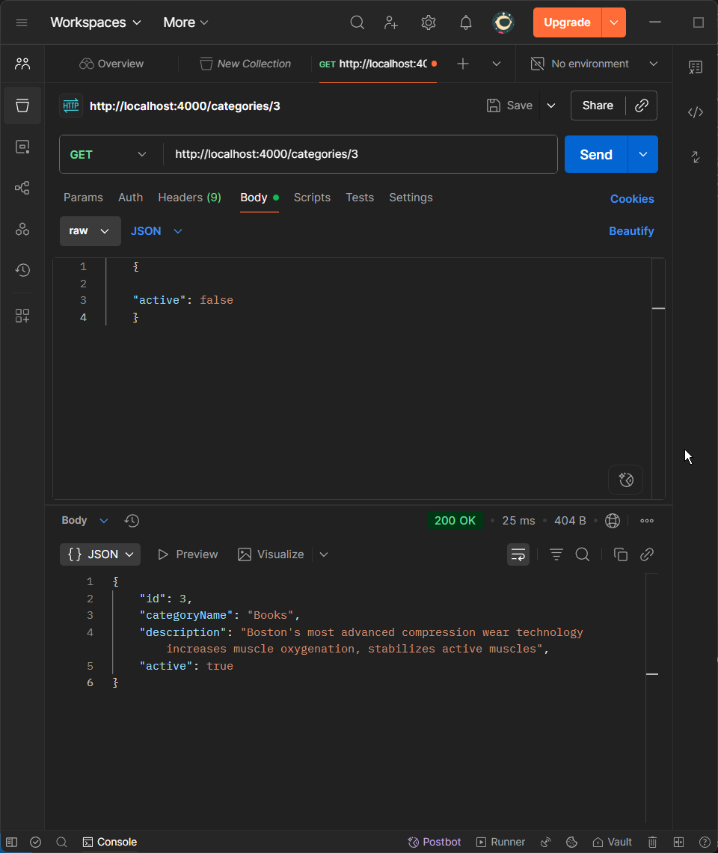 Workspaces More Upgrade
Overview New Collection GET http://localhost:40 No environment
HTTP http://localhost:4000/categories/3 Save Share
GET http://localhost:4000/categories/3 Send
Params Auth Headers (9) Body Scripts Tests Settings Cookies
raw JSON Beautify
1 {
2
3 "active": false
4 }
Body 200 OK 25 ms 404 B
{} JSON Preview Visualize
1 {
2 "id": 3,
3 "categoryName": "Books",
4 "description": "Boston's most advanced compression wear technology
increases muscle oxygenation, stabilizes active muscles",
5 "active": true
6 }
Console Postbot Runner Vault